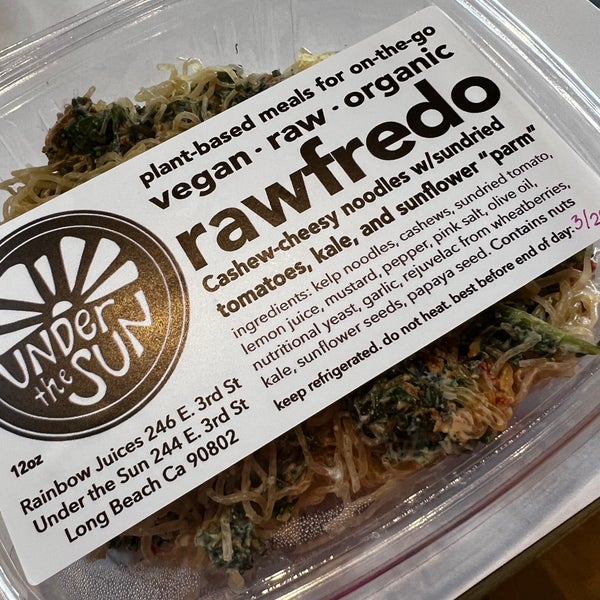 plant-based meals for on-the-go
vegan · raw · organic
rawfredo
Cashew-cheesy noodles w/sundried
tomatoes, kale, and sunflower "parm"
ingredients: kelp noodles, cashews, sundried tomato,
lemon juice, mustard, pepper, pink salt, olive oil,
nutritional yeast, garlic, rejuvelac from wheatberries,
kale, sunflower seeds, papaya seed. Contains nuts
keep refrigerated. do not heat. best before end of day:
UNDER
the
SUN
12oz
Rainbow Juices 246 E. 3rd St
Under the Sun 244 E. 3rd St
Long Beach Ca 90802